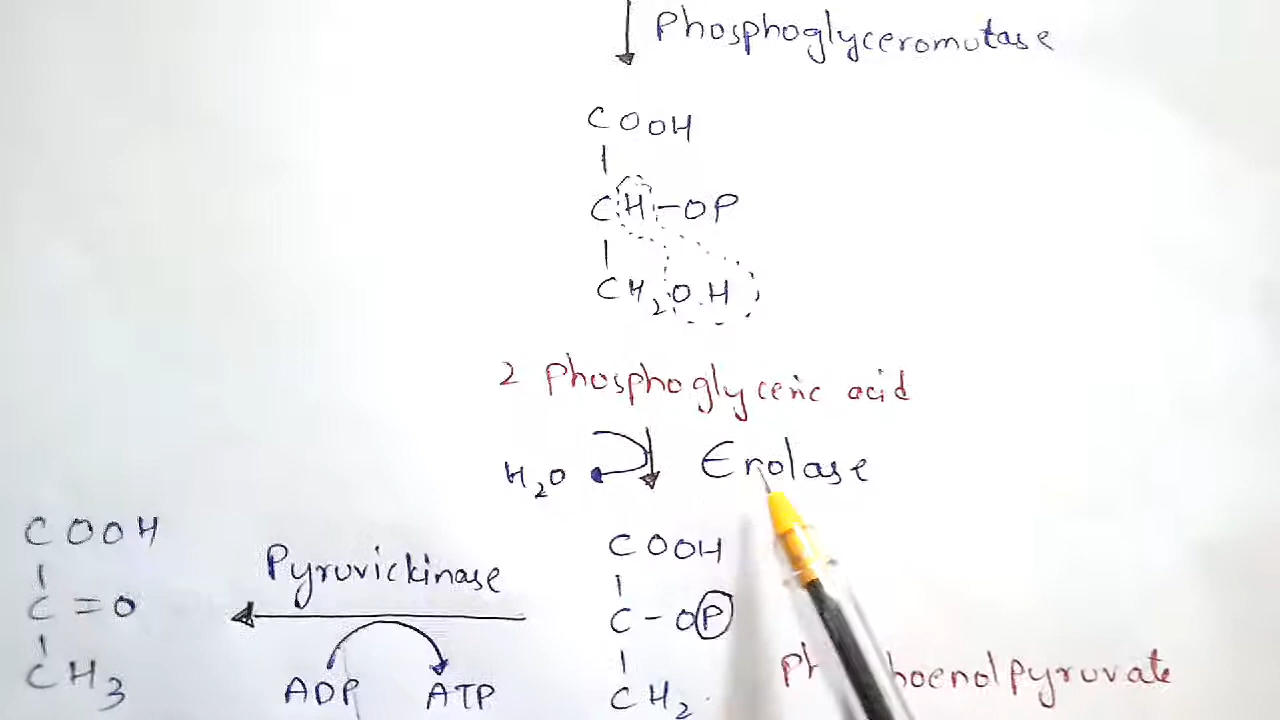 Phosphoglyceromutase
COOH
CH-OP
CH2OH
2 Phosphoglyceric acid
H2O
Enolase
COOH
Pyruvickinase
COOH
C=O
C-OP
CH3
ADP
ATP
CH2
hoenolpyruvate